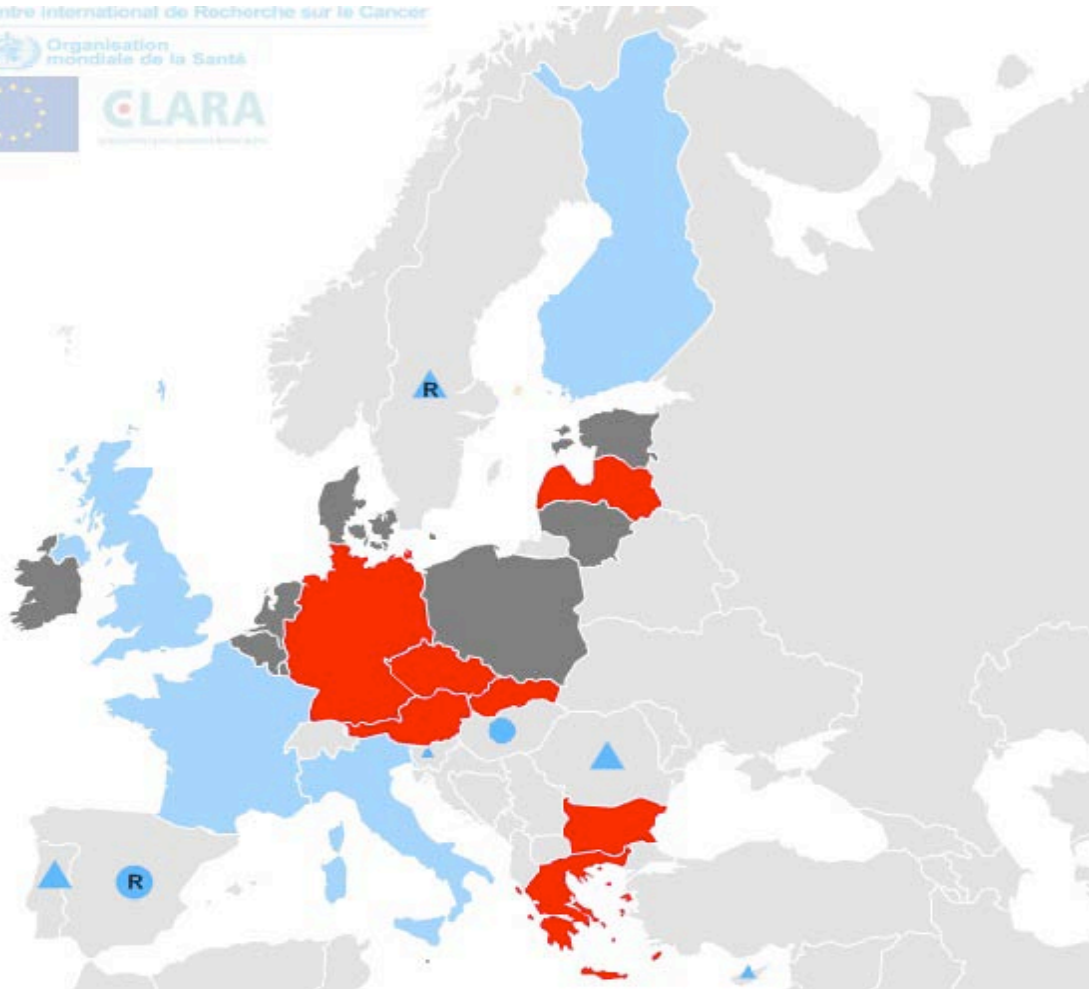 ntre international de Recherche sur le Cancer
Organisation
mondiale de la Santé
CLARA
R
R